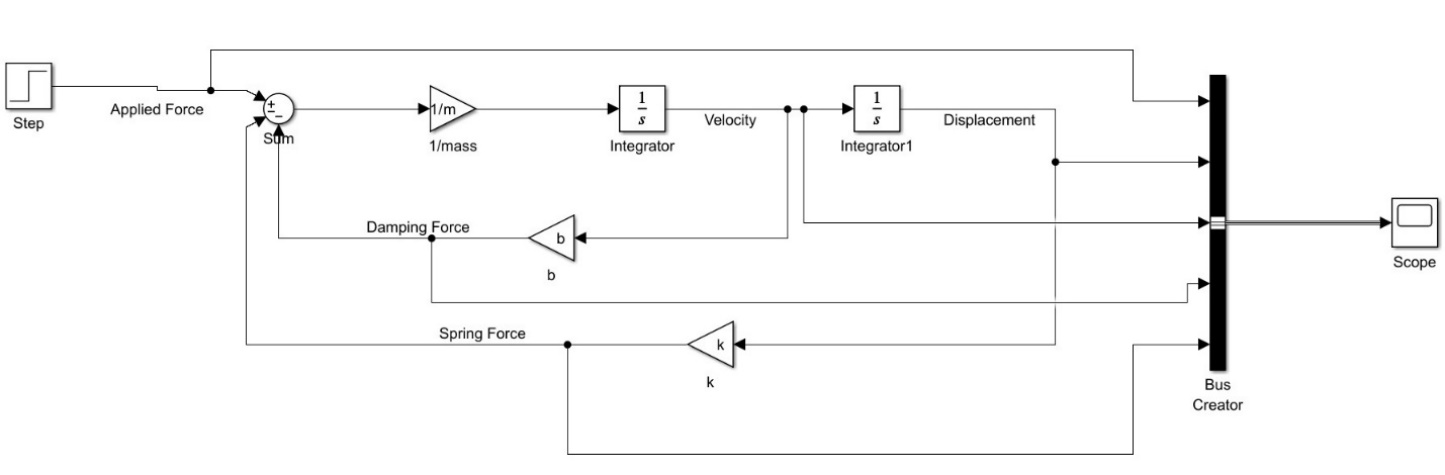 Step
Applied Force
+
−
−
Sum
1/m
1/mass
1
s
Integrator
Velocity
1
s
Integrator1
Displacement
Damping Force
b
b
Spring Force
k
k
Bus
Creator
Scope